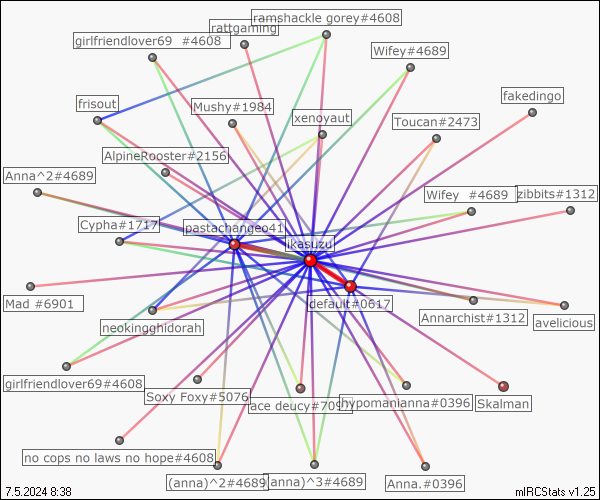 ramshackle gorey#4608
rattgaming
girlfriendlover69 #4608
Wifey#4689
fakedingo
frisout
Mushy#1984
xenoyaut
Toucan#2473
AlpineRooster#2156
Anna^2#4689
Wifey #4689
zibbits#1312
Cypha#1717
pastachangeo41
ikasuzu
Mad #6901
default#0617
neokingghidorah
Annarchist#1312
avelicious
girlfriendlover69#4608
Soxy Foxy#5076
ace deucy#709
hypomanianna#0396
Skalman
no cops no laws no hope#4608
(anna)^2#4689
(anna)^3#4689
Anna.#0396
7.5.2024 8:38
mIRCStats v1.25